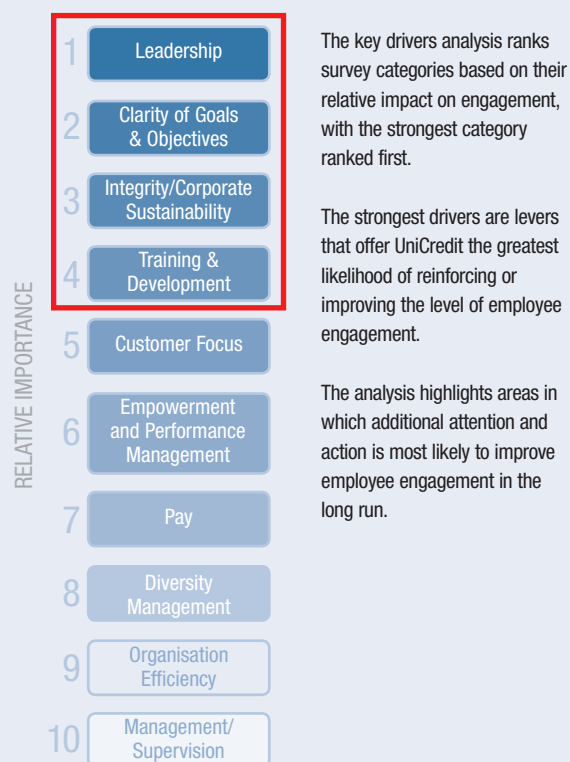 1
Leadership
2
Clarity of Goals
& Objectives
3
Integrity/Corporate
Sustainability
4
Training &
Development
5
Customer Focus
6
Empowerment
and Performance
Management
7
Pay
8
Diversity
Management
9
Organisation
Efficiency
10
Management/
Supervision
RELATIVE IMPORTANCE
The key drivers analysis ranks
survey categories based on their
relative impact on engagement,
with the strongest category
ranked first.
The strongest drivers are levers
that offer UniCredit the greatest
likelihood of reinforcing or
improving the level of employee
engagement.
The analysis highlights areas in
which additional attention and
action is most likely to improve
employee engagement in the
long run.